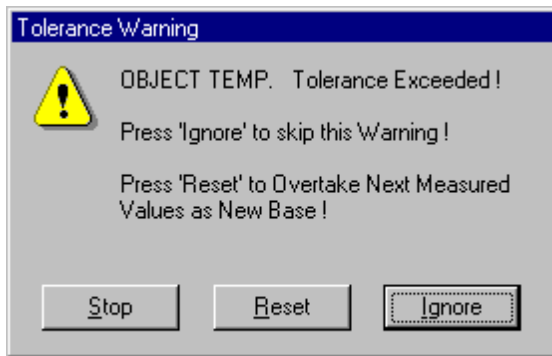 Tolerance Warning
OBJECT TEMP.   Tolerance Exceeded !
Press 'Ignore' to skip this Warning !
Press 'Reset' to Overtake Next Measured
Values as New Base !
Stop Reset Ignore